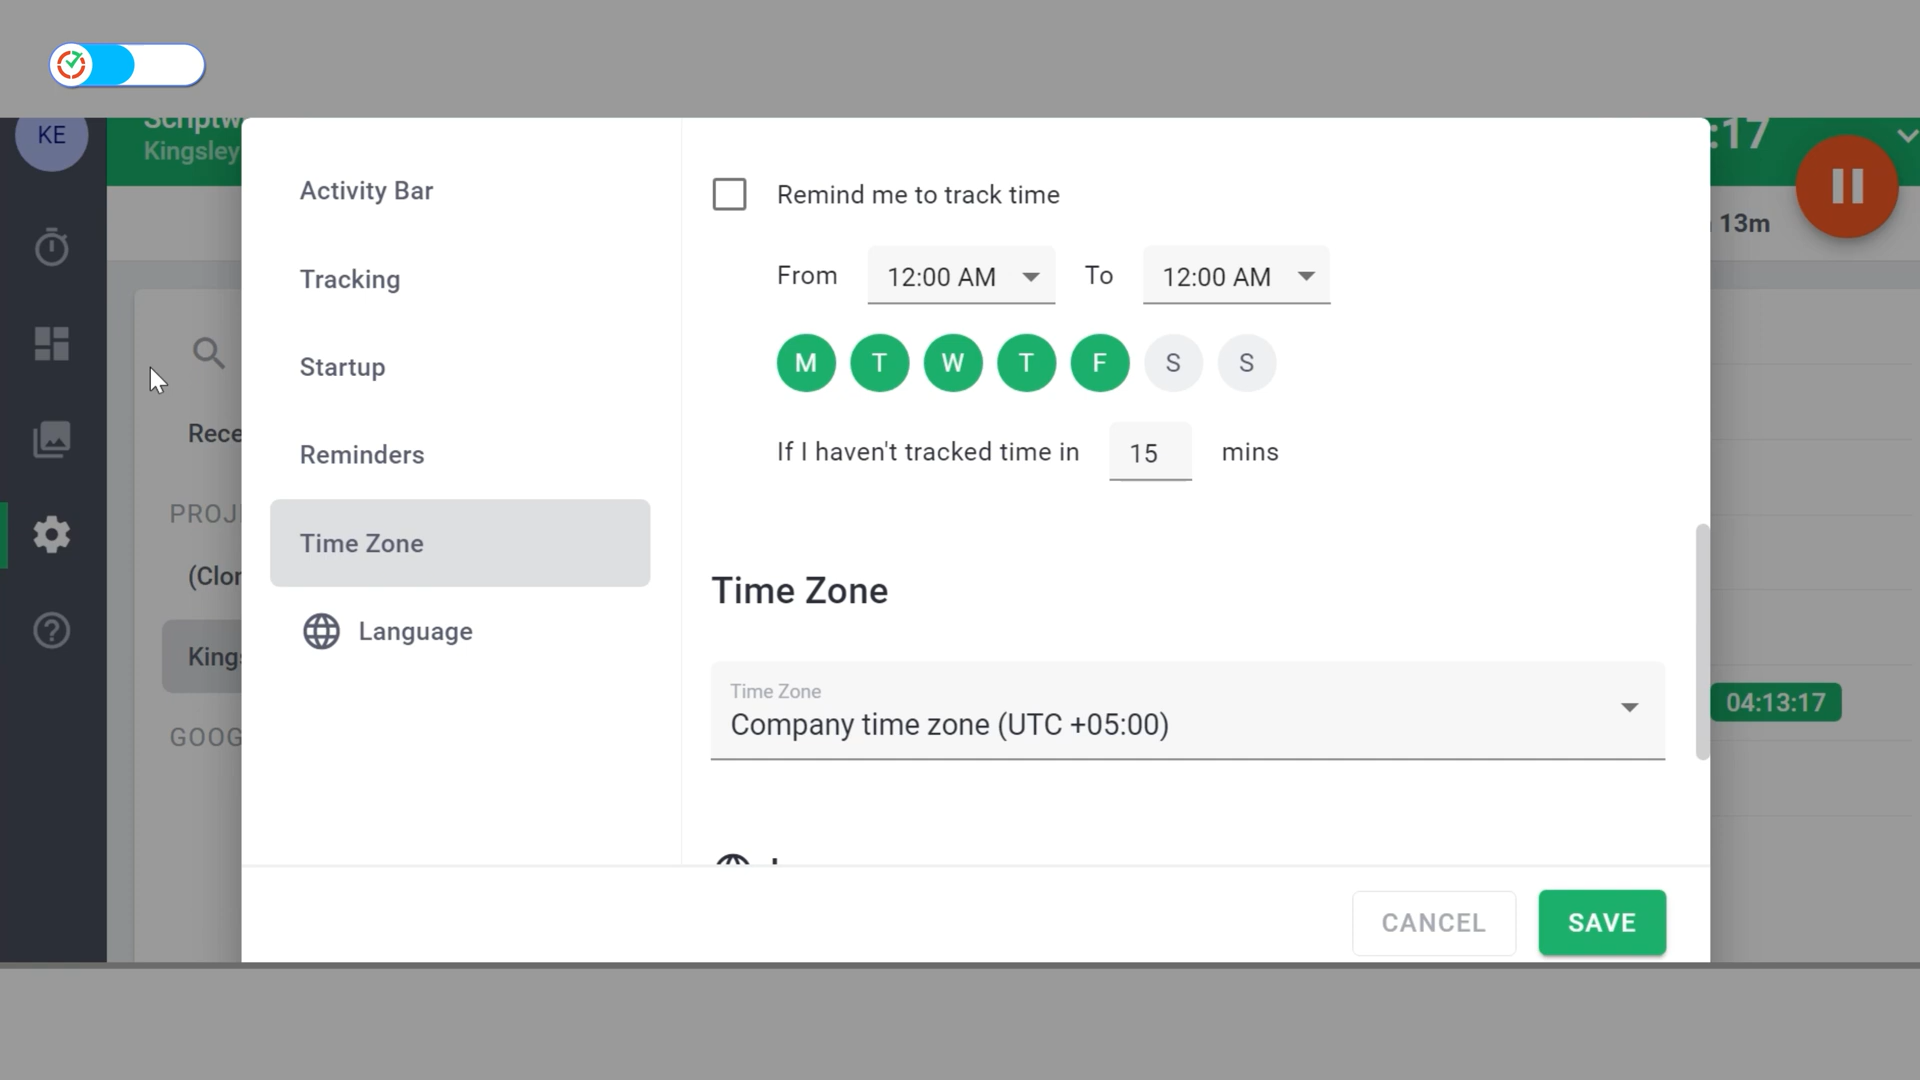 KE
Kingsley
:17
13m
Activity Bar
Tracking
Startup
Reminders
Time Zone
Language
Rece
PROJ
(Clor
Kings
GOOG
Remind me to track time
From 12:00 AM To 12:00 AM
M T W T F S S
If I haven't tracked time in 15 mins
Time Zone
Time Zone
Company time zone (UTC +05:00)
04:13:17
CANCEL SAVE